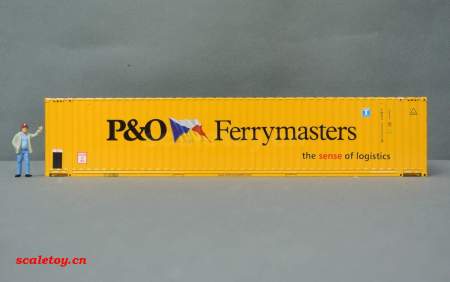 P&O Ferrymasters
the sense of logistics
scaletoy.cn